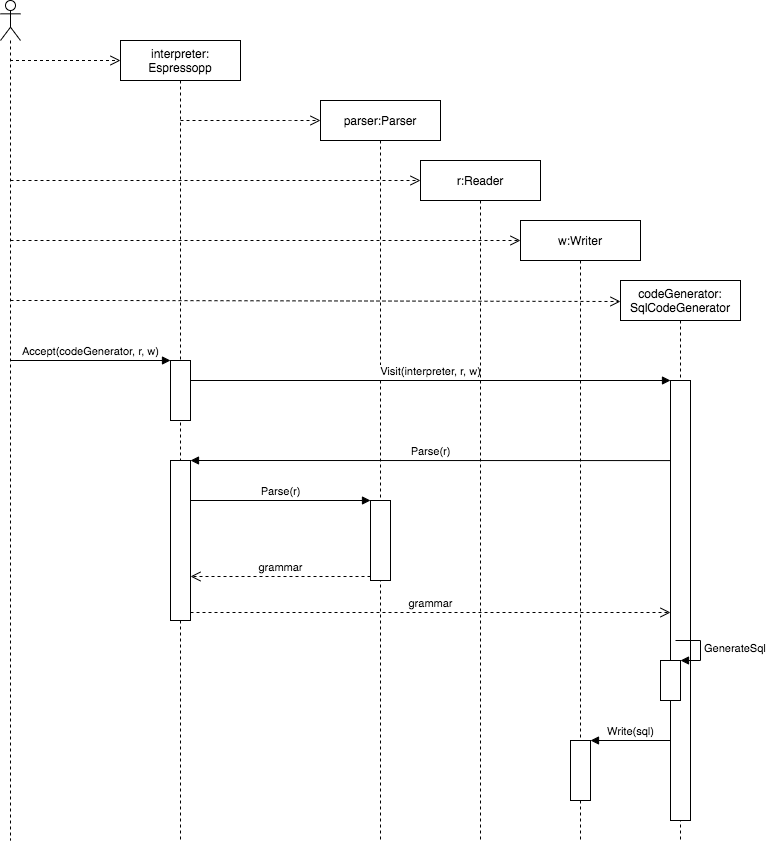 interpreter:
Espressopp
parser:Parser
r:Reader
w:Writer
codeGenerator:
SqlCodeGenerator
Accept(codeGenerator, r, w)
Visit(interpreter, r, w)
Parse(r)
Parse(r)
grammar
grammar
GenerateSql
Write(sql)